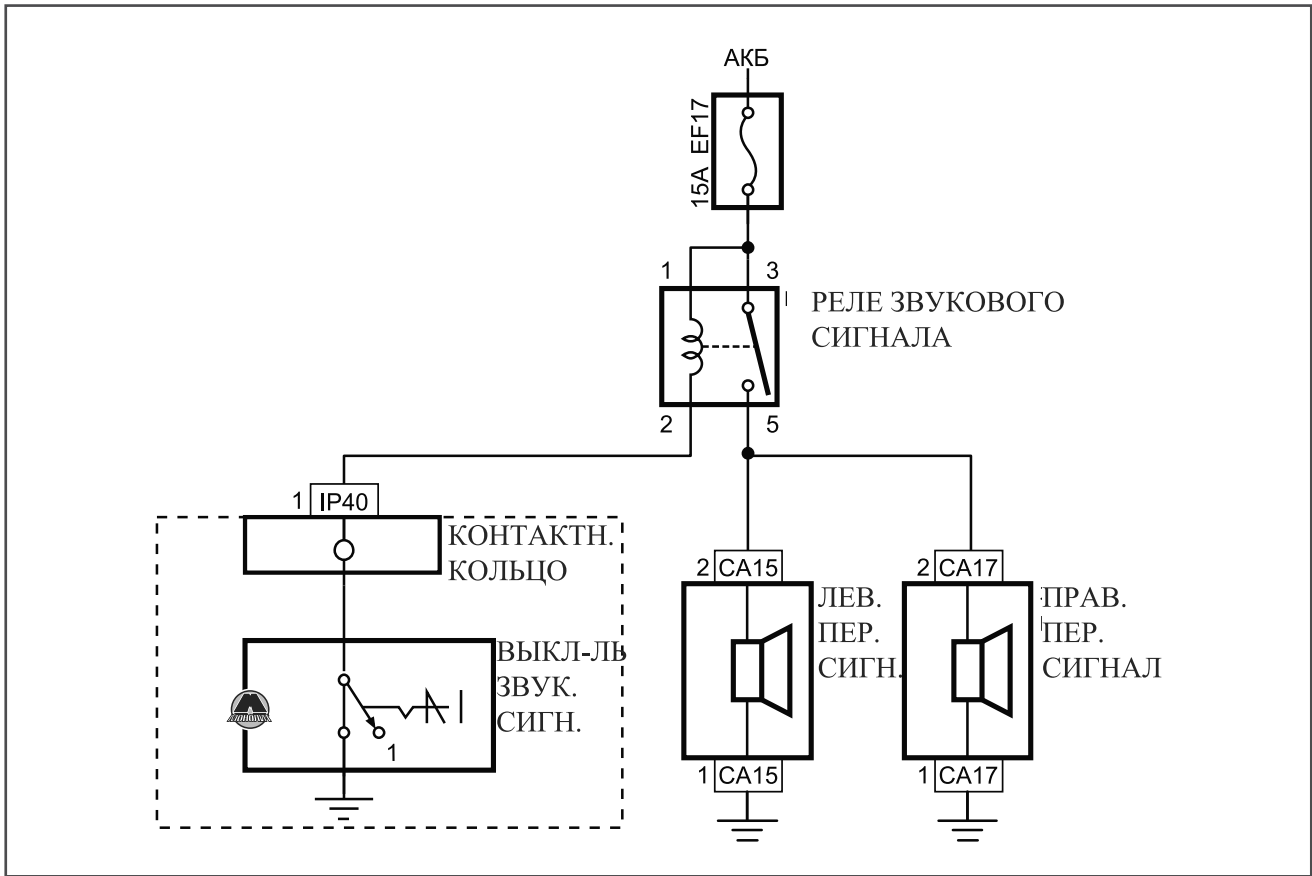 АКБ
15A EF17
1
3
РЕЛЕ ЗВУКОВОГО
СИГНАЛА
2
5
1 IP40
КОНТАКТН.
КОЛЬЦО
2 CA15
2 CA17
ЛЕВ.
ПЕР.
СИГН.
ПРАВ.
ПЕР.
СИГНАЛ
ВЫКЛ-ЛЬ
ЗВУК.
СИГН.
1
1 CA15
1 CA17